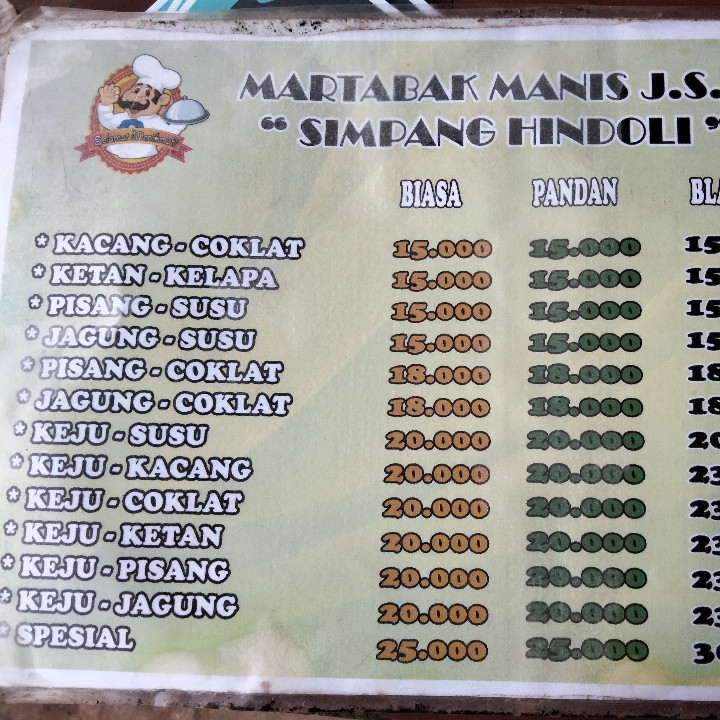 Selamat Menikmati
MARTABAK MANIS J.S.
" SIMPANG HINDOLI "
BIASA PANDAN
* KACANG - COKLAT 15.000 15.000
* KETAN - KELAPA 15.000 15.000
* PISANG - SUSU 15.000 15.000
* JAGUNG - SUSU 15.000 15.000
* PISANG - COKLAT 18.000 18.000
* JAGUNG - COKLAT 18.000 18.000
* KEJU - SUSU 20.000 20.000
* KEJU - KACANG 20.000 20.000
* KEJU - COKLAT 20.000 20.000
* KEJU - KETAN 20.000 20.000
* KEJU - PISANG 20.000 20.000
* KEJU - JAGUNG 20.000 20.000
* SPESIAL 25.000 25.000